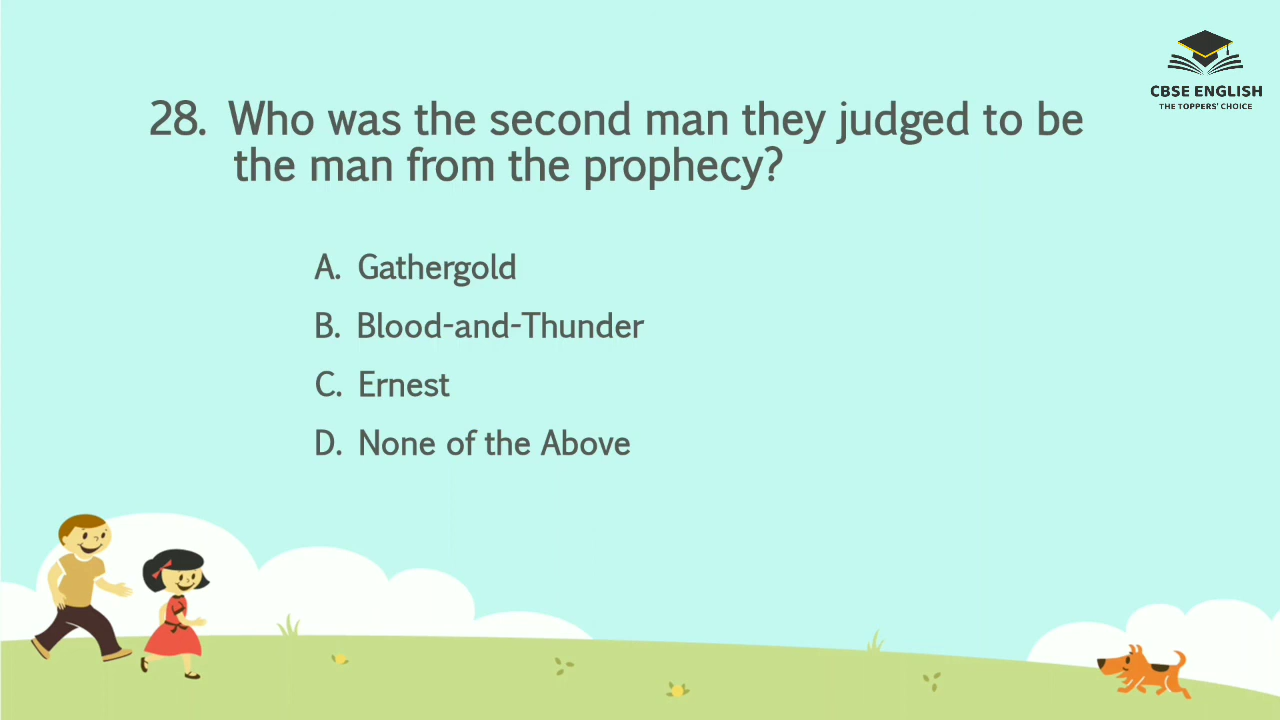 CBSE ENGLISH
THE TOPPERS' CHOICE
28. Who was the second man they judged to be
the man from the prophecy?
A. Gathergold
B. Blood-and-Thunder
C. Ernest
D. None of the Above